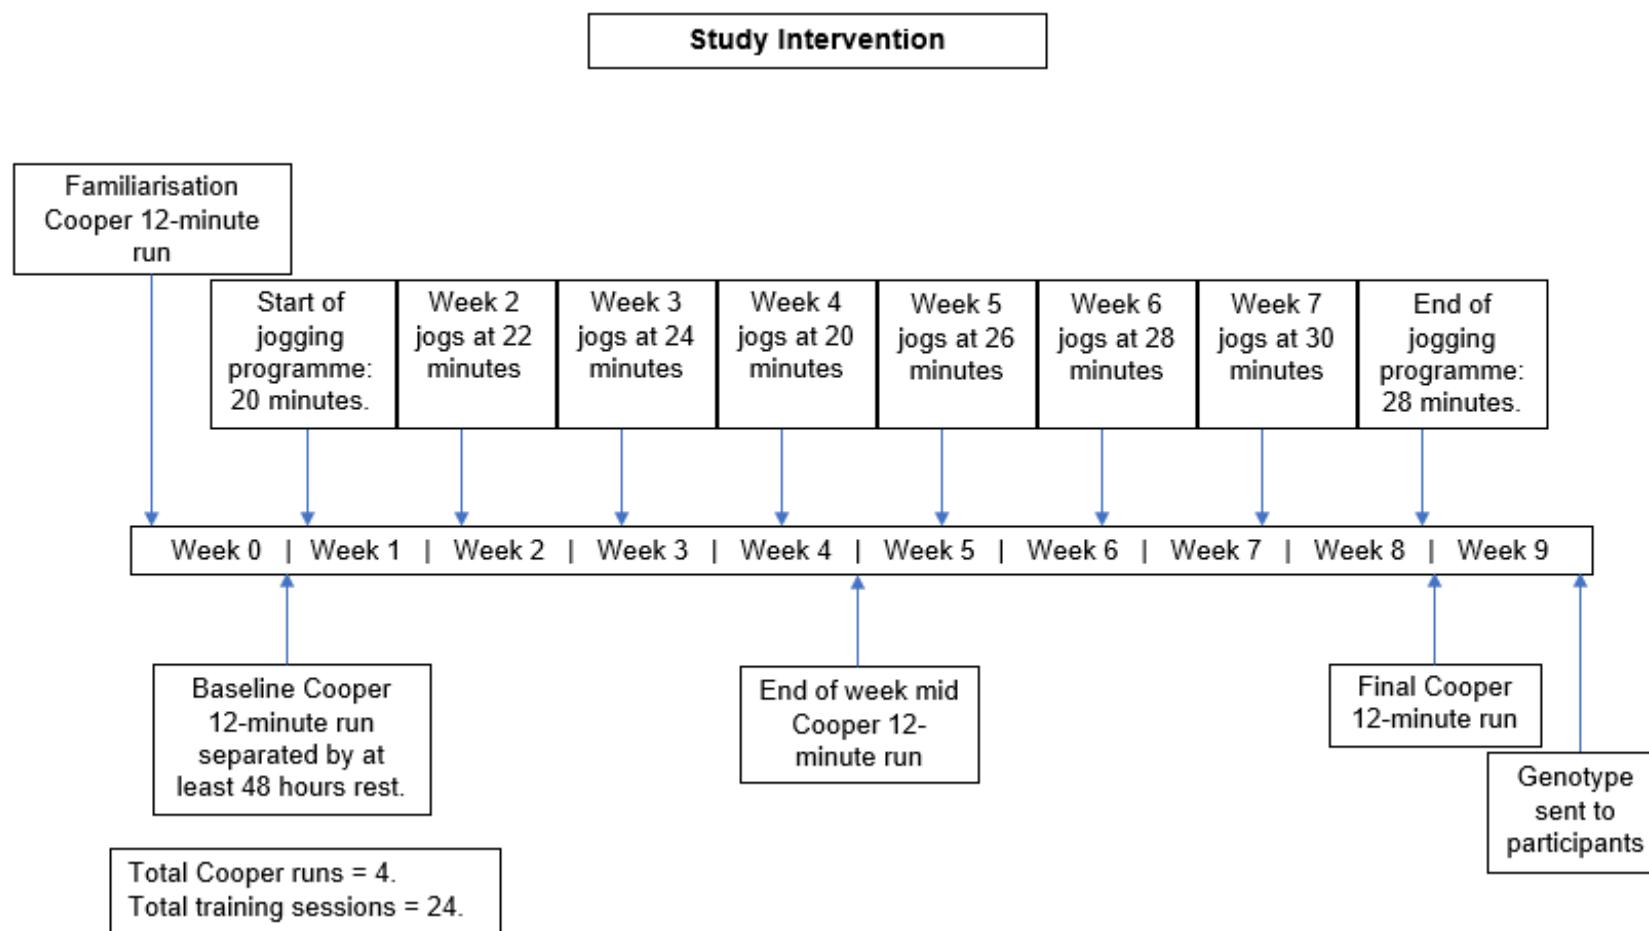 Study Intervention
Familiarisation
Cooper 12-minute
run
Start of
jogging
programme:
20 minutes.
Week 2
jogs at 22
minutes
Week 3
jogs at 24
minutes
Week 4
jogs at 20
minutes
Week 5
jogs at 26
minutes
Week 6
jogs at 28
minutes
Week 7
jogs at 30
minutes
End of
jogging
programme:
28 minutes.
Week 0 | Week 1 | Week 2 | Week 3 | Week 4 | Week 5 | Week 6 | Week 7 | Week 8 | Week 9
Baseline Cooper
12-minute run
separated by at
least 48 hours rest.
End of week mid
Cooper 12-
minute run
Final Cooper
12-minute run
Genotype
sent to
participants
Total Cooper runs = 4.
Total training sessions = 24.